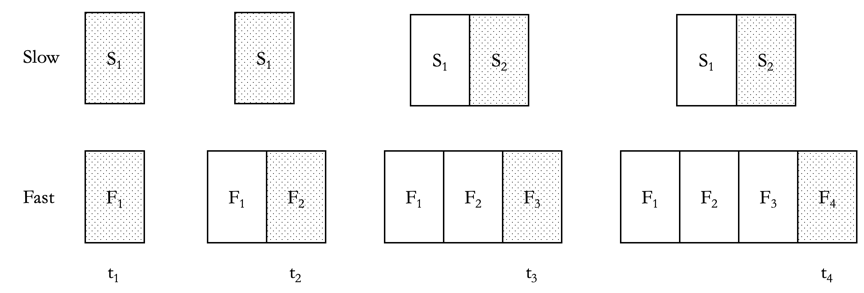 Slow S₁ S₁ S₁ S₂ S₁ S₂
Fast F₁ F₁ F₂ F₁ F₂ F₃ F₁ F₂ F₃ F₄
t₁ t₂ t₃ t₄